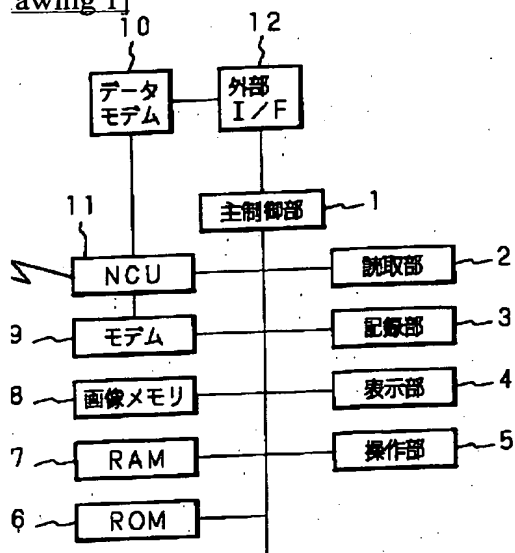 awing 1]
10
12
データ
モデム
外部
I/F
主制御部
1
11
NCU
読取部
2
9
モデム
記録部
3
8
画像メモリ
表示部
4
7
RAM
操作部
5
6
ROM